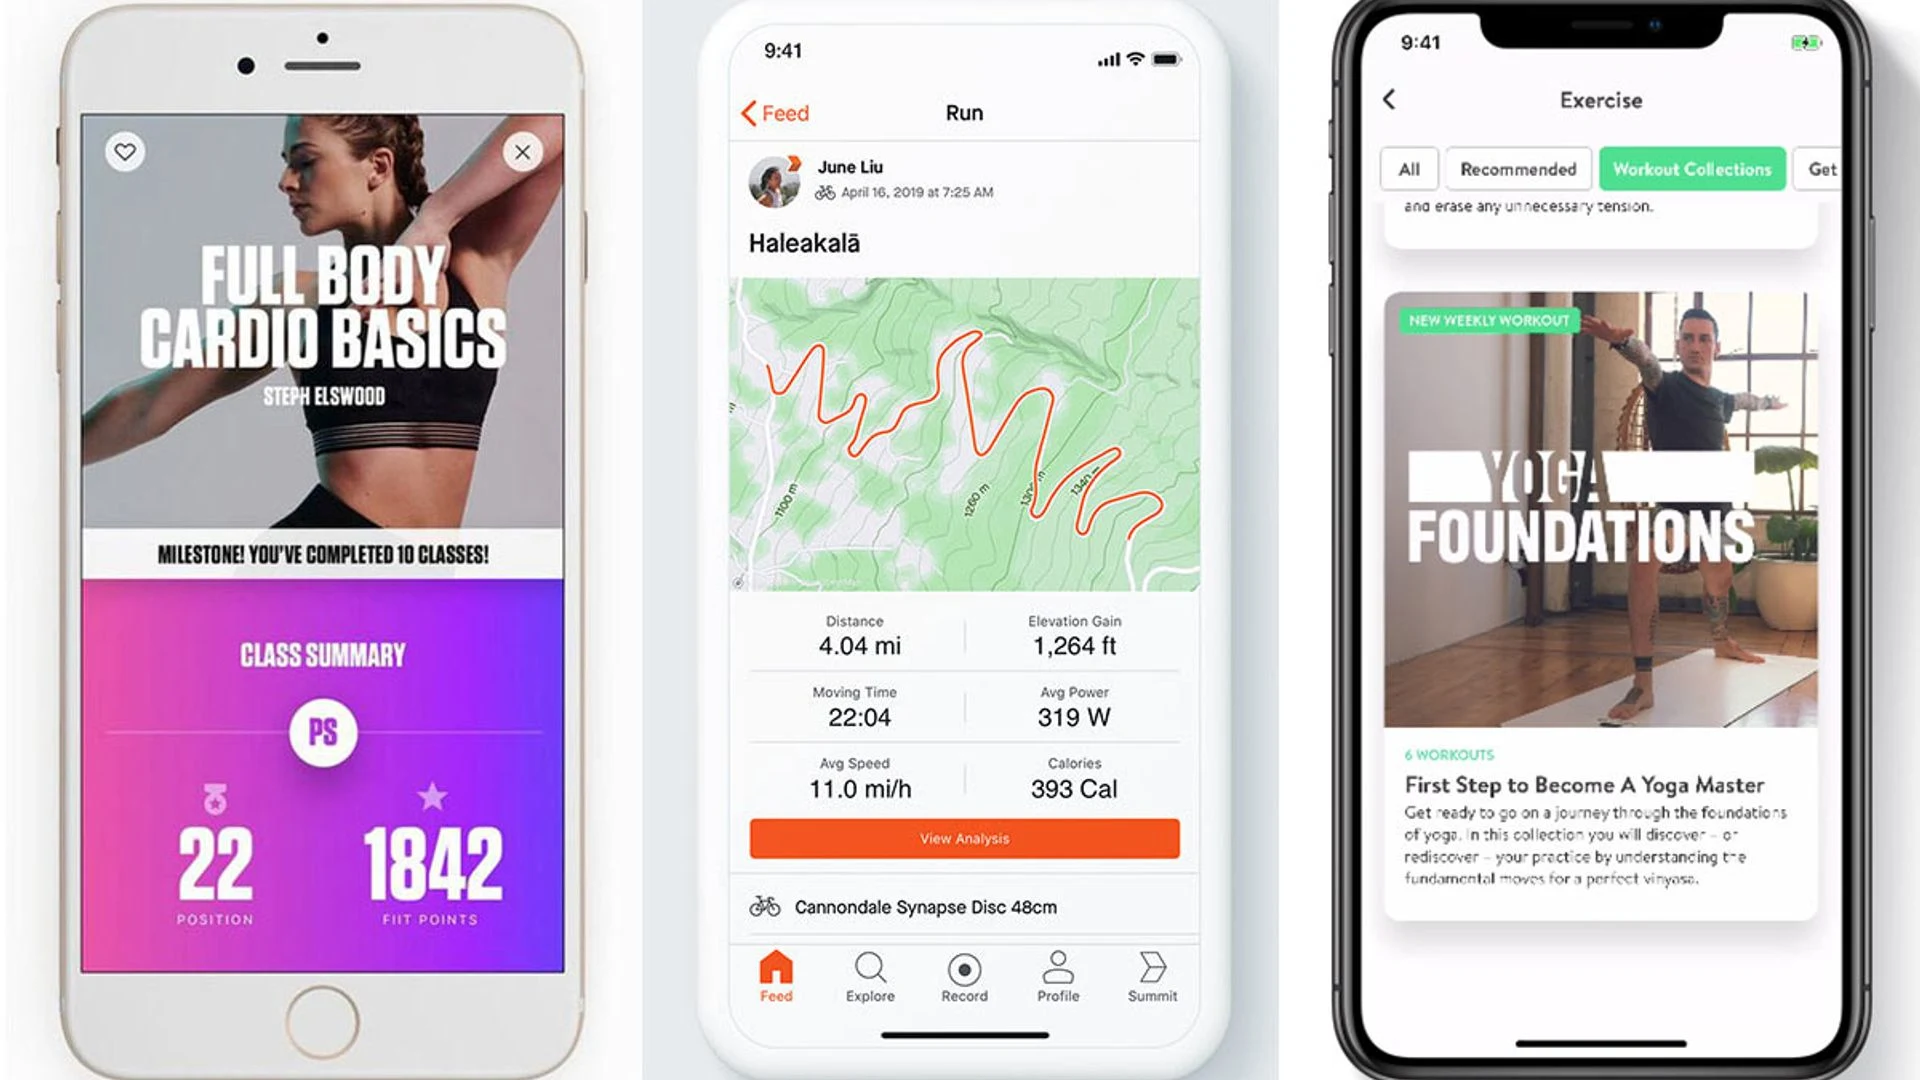 FULL BODY
CARDIO BASICS
STEPH ELSWOOD
MILESTONE! YOU'VE COMPLETED 10 CLASSES!
CLASS SUMMARY
PS
22
1842
POSITION
FIIT POINTS
9:41
Feed
Run
June Liu
April 16, 2019 at 7:25 AM
Haleakalā
1100 m
1260 m
Distance
Elevation Gain
4.04 mi
1,264 ft
Moving Time
Avg Power
22:04
319 W
Avg Speed
Calories
11.0 mi/h
393 Cal
View Analysis
Cannondale Synapse Disc 48cm
Feed
Explore
Record
Profile
Summit
9:41
Exercise
All
Recommended
Workout Collections
Get
and erase any unnecessary tension.
NEW WEEKLY WORKOUT
YOGA
FOUNDATIONS
6 WORKOUTS
First Step to Become A Yoga Master
Get ready to go on a journey through the foundations
of yoga. In this collection you will discover – or
rediscover – your practice by understanding the
fundamental moves for a perfect vinyasa.